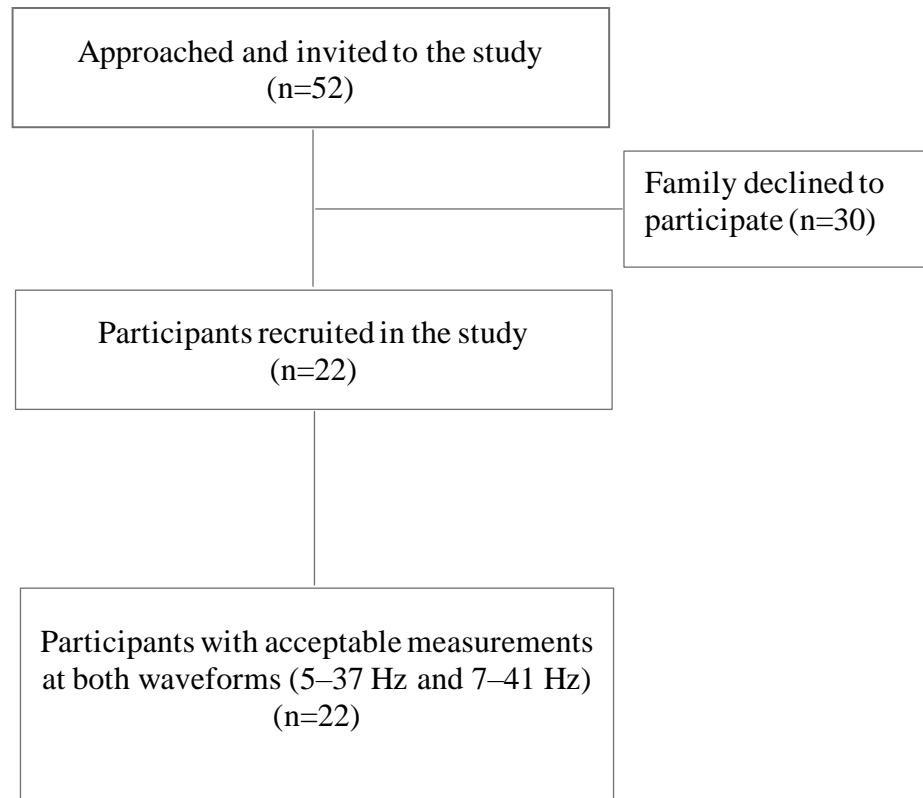 Approached and invited to the study
(n=52)
Family declined to
participate (n=30)
Participants recruited in the study
(n=22)
Participants with acceptable measurements
at both waveforms (5–37 Hz and 7–41 Hz)
(n=22)